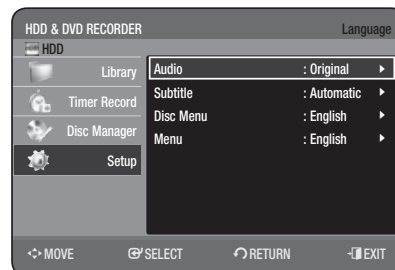 HDD & DVD RECORDER Language
HDD
Library
Timer Record
Disc Manager
Setup
Audio : Original ►
Subtitle : Automatic ►
Disc Menu : English ►
Menu : English ►
MOVE SELECT RETURN EXIT